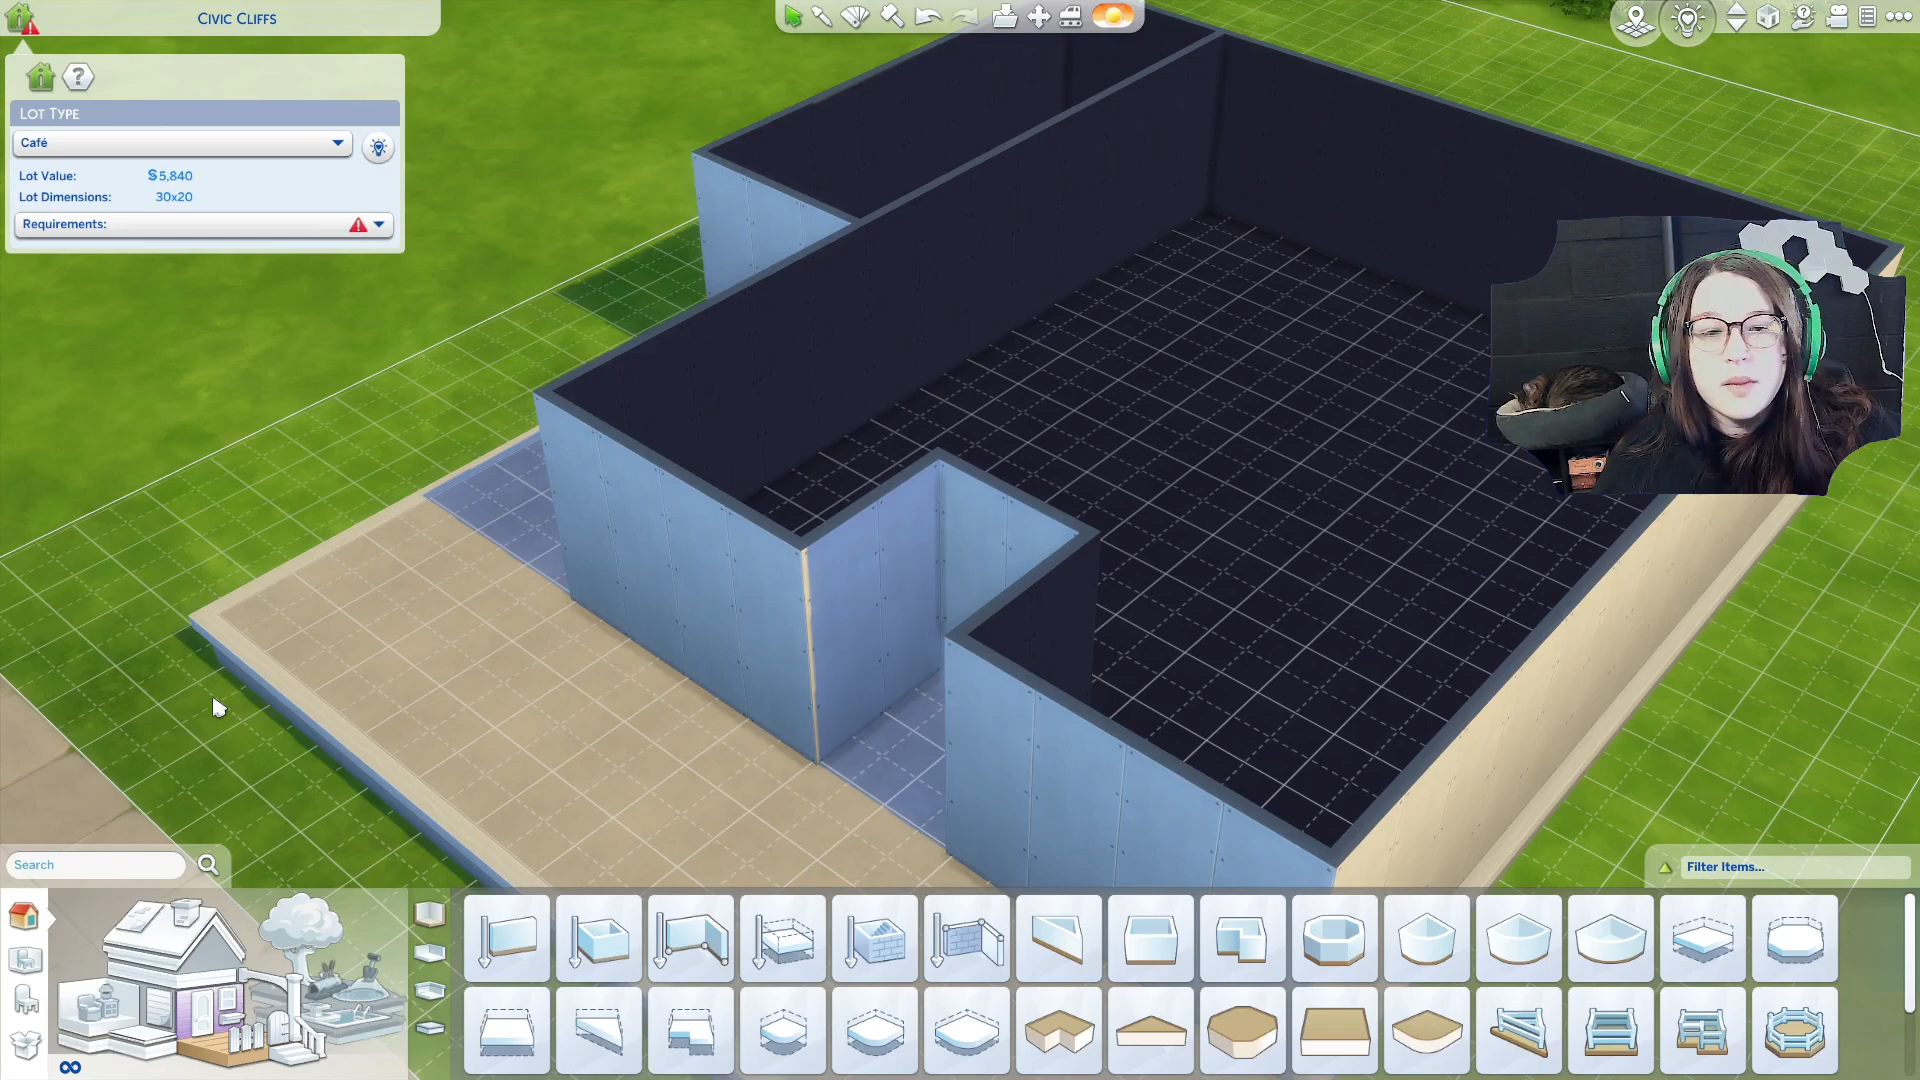 CIVIC CLIFFS
LOT TYPE
Café
Lot Value: §5,840
Lot Dimensions: 30x20
Requirements:
Search
Filter Items...